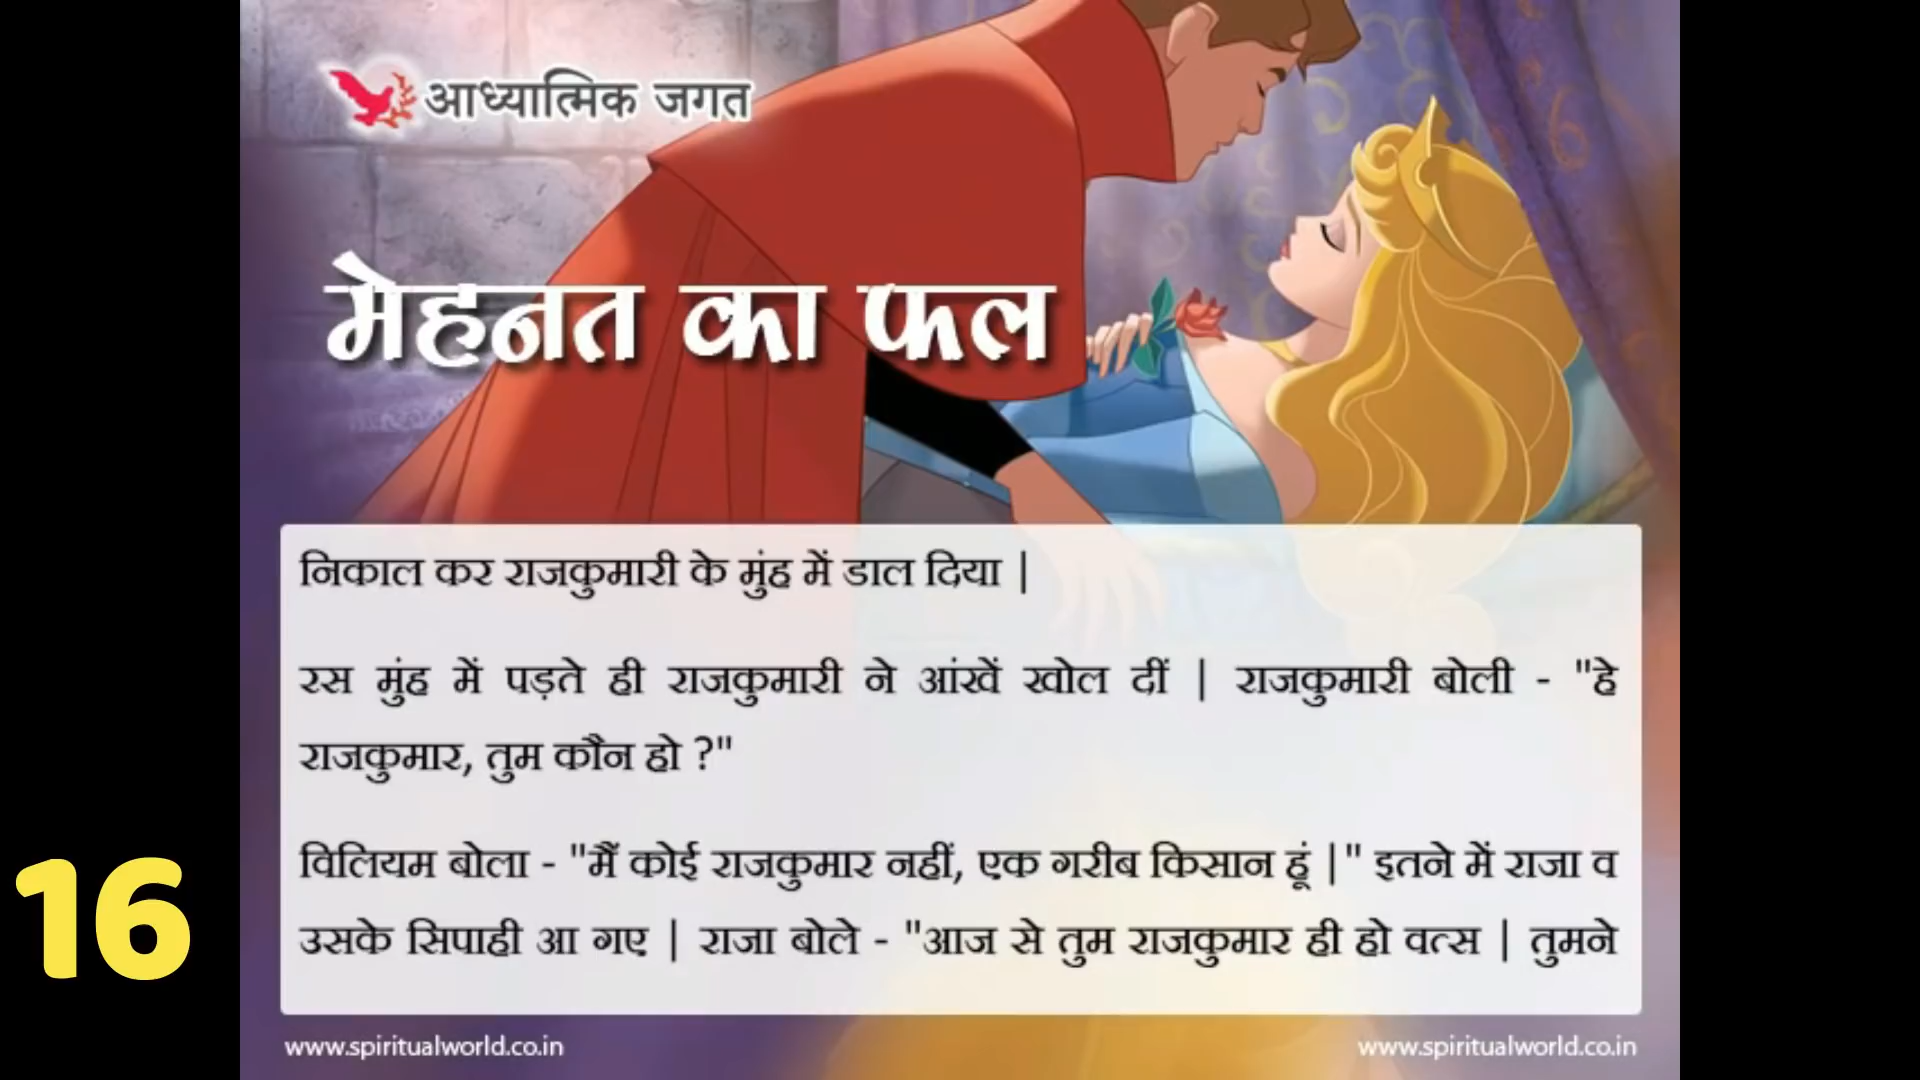 आध्यात्मिक जगत
मेहनत का फल
निकाल कर राजकुमारी के मुंह में डाल दिया |
रस मुंह में पड़ते ही राजकुमारी ने आंखें खोल दीं | राजकुमारी बोली - "हे
राजकुमार, तुम कौन हो ?"
विलियम बोला - "मैं कोई राजकुमार नहीं, एक गरीब किसान हूं |" इतने में राजा व
उसके सिपाही आ गए | राजा बोले - "आज से तुम राजकुमार ही हो वत्स | तुमने
16
www.spiritualworld.co.in
www.spiritualworld.co.in